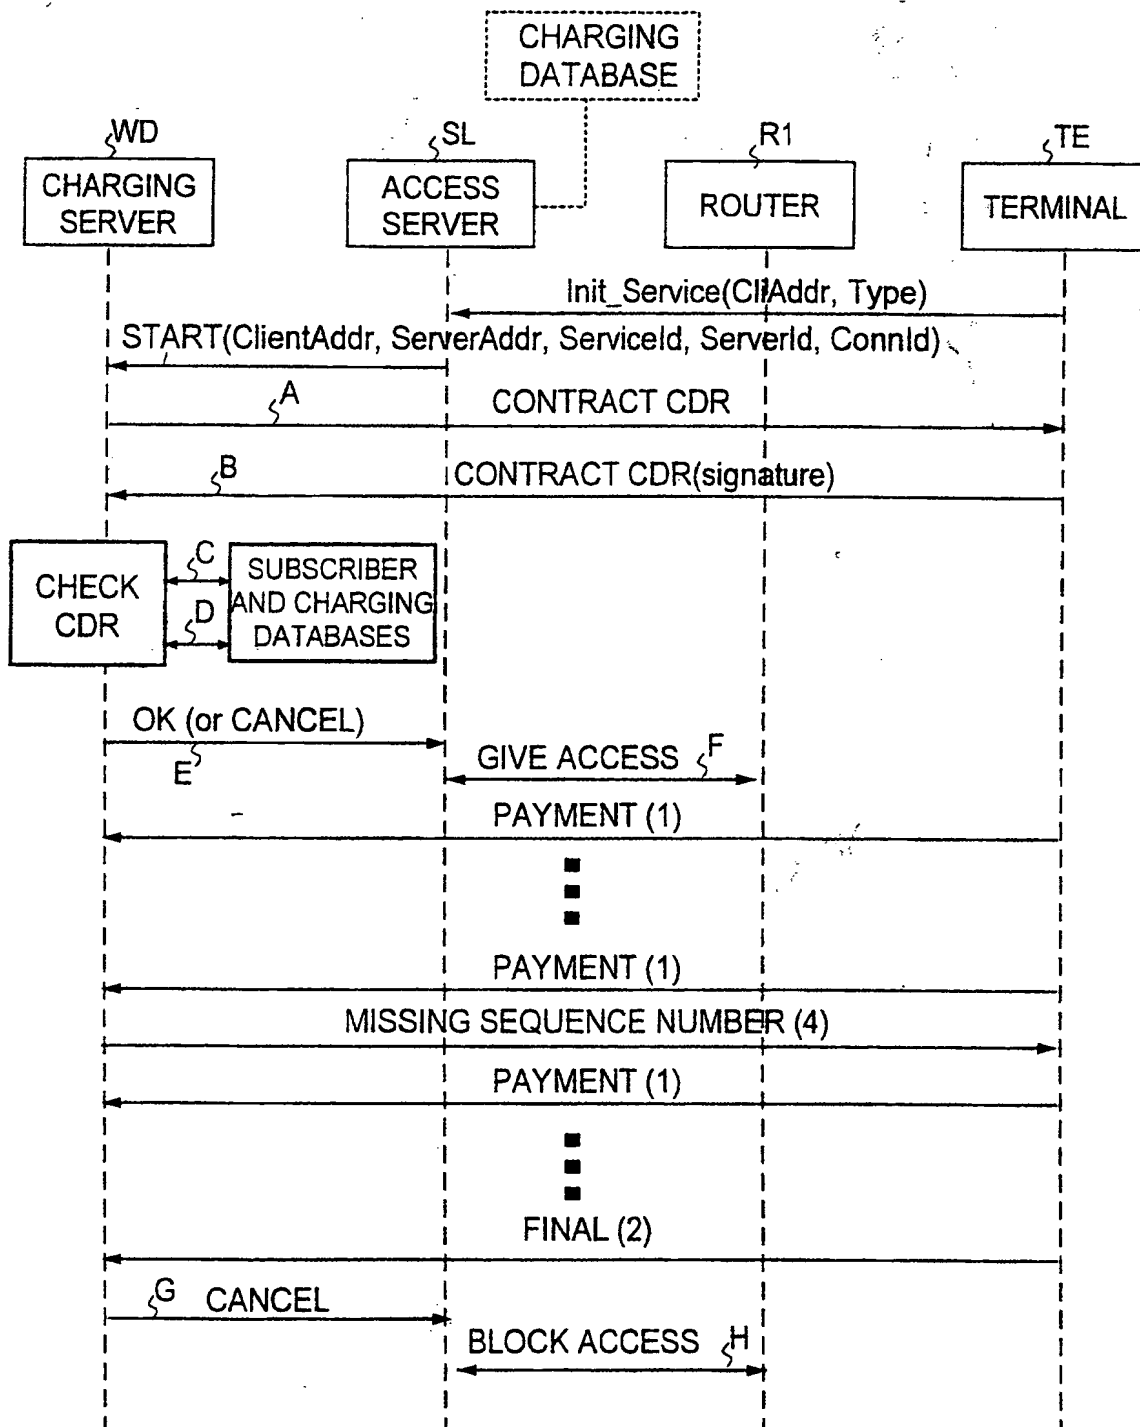 CHARGING
DATABASE
WD
SL
R1
TE
CHARGING
SERVER
ACCESS
SERVER
ROUTER
TERMINAL
Init_Service(CliAddr, Type)
START(ClientAddr, ServerAddr, ServiceId, ServerId, ConnId)
A
CONTRACT CDR
B
CONTRACT CDR(signature)
CHECK
CDR
C
D
SUBSCRIBER
AND CHARGING
DATABASES
OK (or CANCEL)
E
GIVE ACCESS
F
PAYMENT (1)
PAYMENT (1)
MISSING SEQUENCE NUMBER (4)
PAYMENT (1)
FINAL (2)
G
CANCEL
BLOCK ACCESS
H